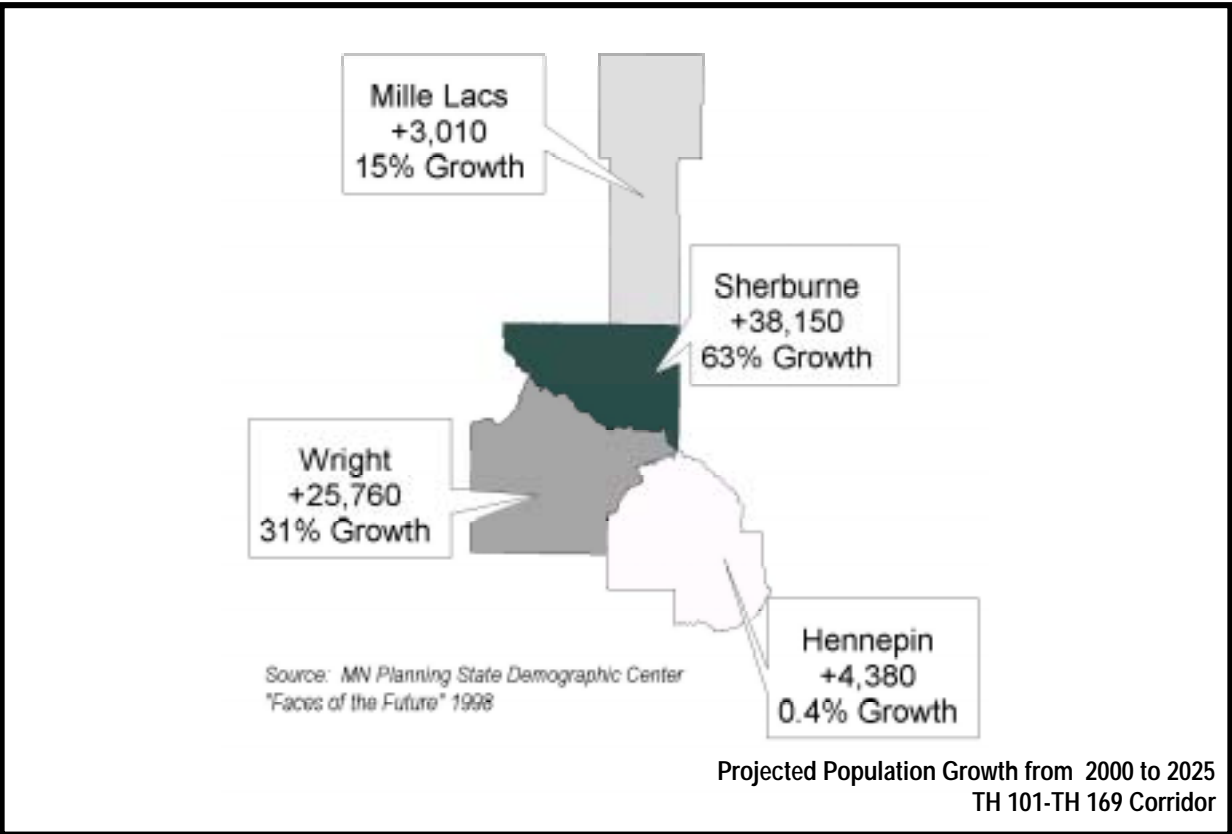 Mille Lacs
+3,010
15% Growth
Sherburne
+38,150
63% Growth
Wright
+25,760
31% Growth
Hennepin
+4,380
0.4% Growth
Source: MN Planning State Demographic Center
"Faces of the Future" 1998
Projected Population Growth from 2000 to 2025
TH 101-TH 169 Corridor